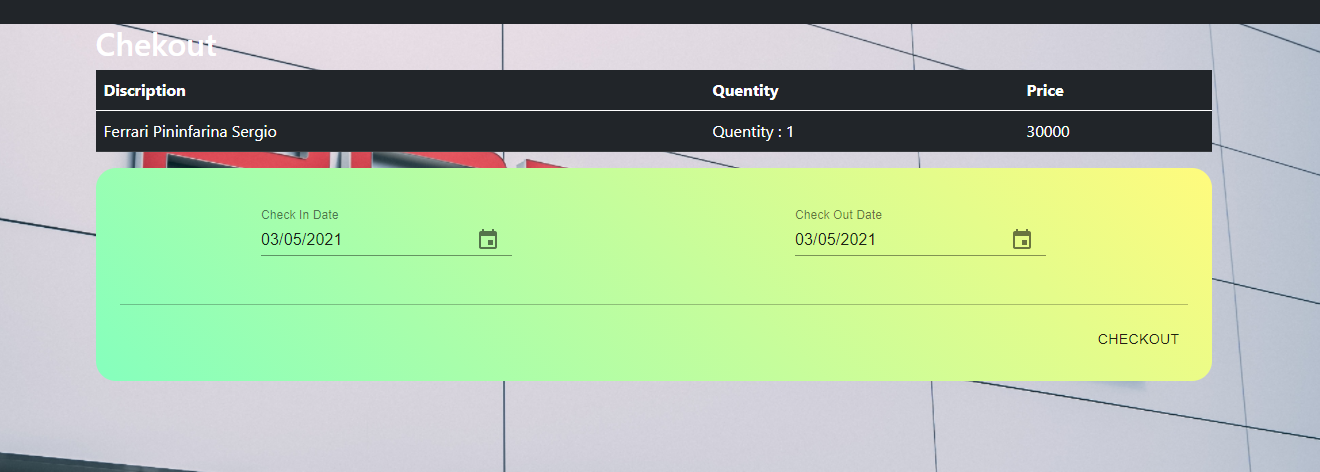 Chekout
Discription Quentity Price
Ferrari Pininfarina Sergio Quentity : 1 30000
Check In Date Check Out Date
03/05/2021 03/05/2021
CHECKOUT